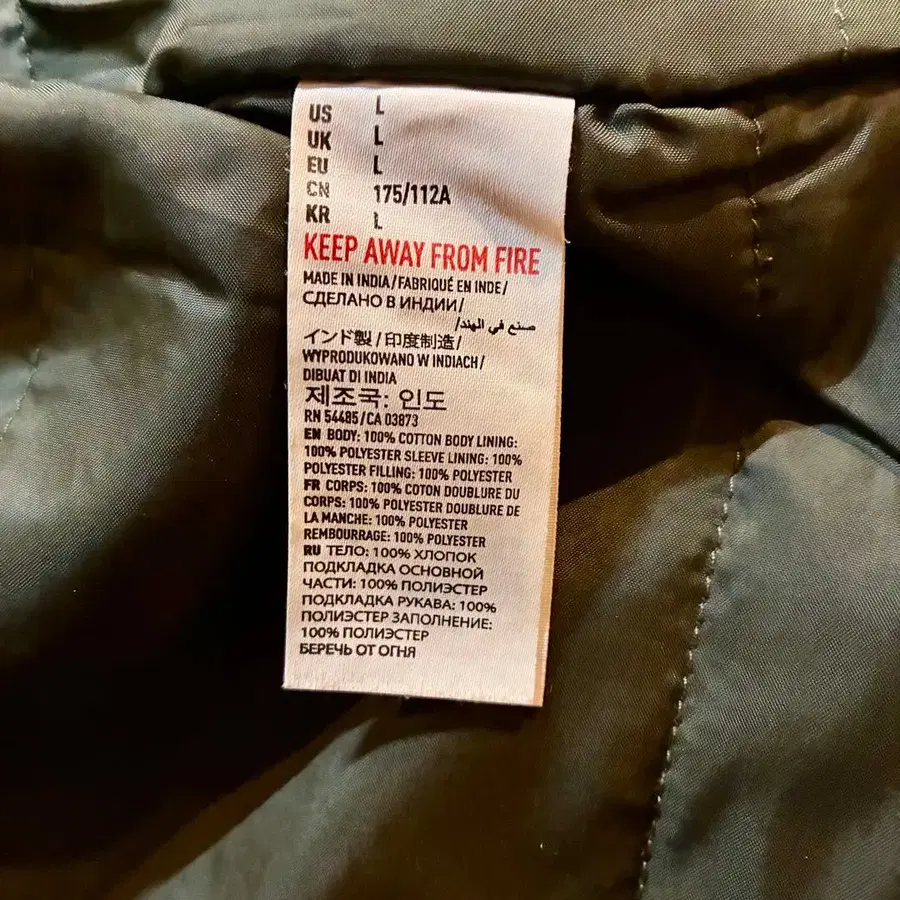 US L
UK L
EU L
CN 175/112A
KR L
KEEP AWAY FROM FIRE
MADE IN INDIA/FABRIQUÉ EN INDE/
СДЕЛАНО В ИНДИИ/
صنع في الهند/
インド製/印度制造/
WYPRODUKOWANO W INDIACH/
DIBUAT DI INDIA
제조국: 인도
RN 54485/CA 03873
EN BODY: 100% COTTON BODY LINING:
100% POLYESTER SLEEVE LINING: 100%
POLYESTER FILLING: 100% POLYESTER
FR CORPS: 100% COTON DOUBLURE DU
CORPS: 100% POLYESTER DOUBLURE DE
LA MANCHE: 100% POLYESTER
REMBOURRAGE: 100% POLYESTER
RU ТЕЛО: 100% ХЛОПОК
ПОДКЛАДКА ОСНОВНОЙ
ЧАСТИ: 100% ПОЛИЭСТЕР
ПОДКЛАДКА РУКАВА: 100%
ПОЛИЭСТЕР ЗАПОЛНЕНИЕ:
100% ПОЛИЭСТЕР
БЕРЕЧЬ ОТ ОГНЯ